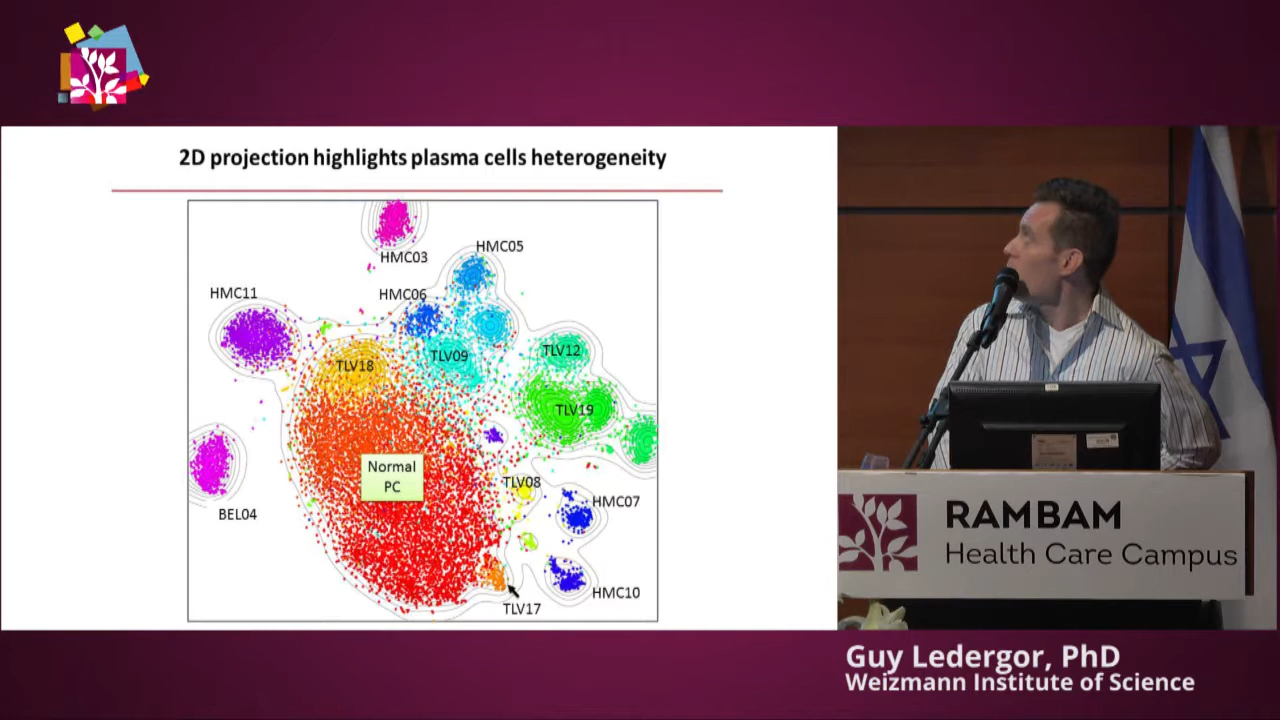 2D projection highlights plasma cells heterogeneity
HMC03
HMC05
HMC11
HMC06
TLV18
TLV09
TLV12
TLV19
Normal
PC
TLV08
HMC07
BEL04
HMC10
TLV17
RAMBAM
Health Care Campus
Guy Ledergor, PhD
Weizmann Institute of Science